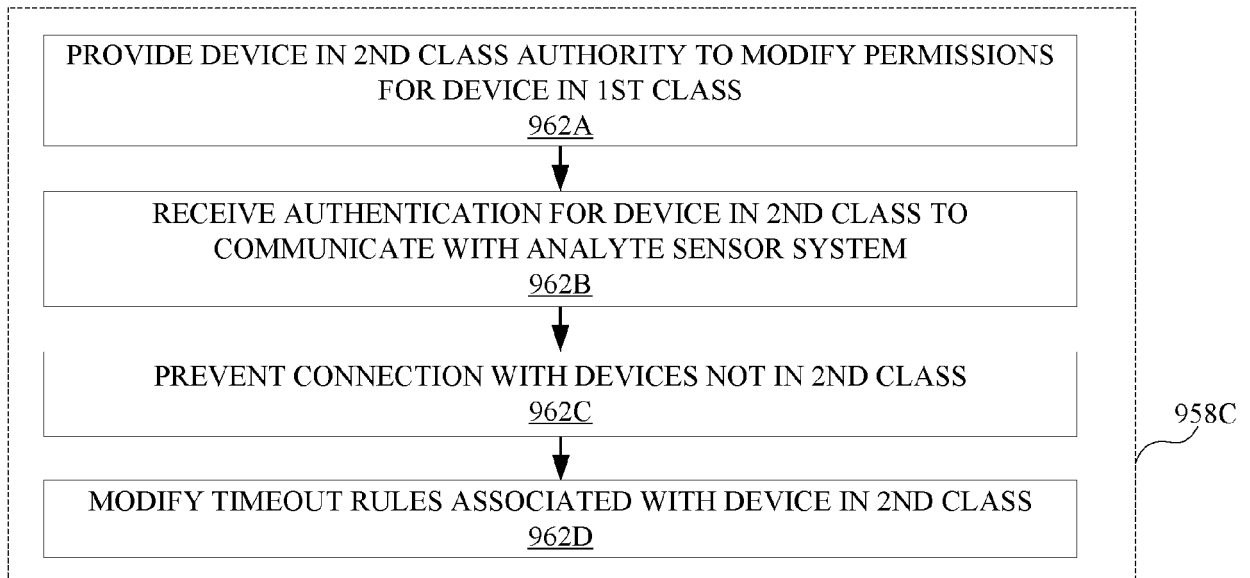 PROVIDE DEVICE IN 2ND CLASS AUTHORITY TO MODIFY PERMISSIONS
FOR DEVICE IN 1ST CLASS
962A
RECEIVE AUTHENTICATION FOR DEVICE IN 2ND CLASS TO
COMMUNICATE WITH ANALYTE SENSOR SYSTEM
962B
PREVENT CONNECTION WITH DEVICES NOT IN 2ND CLASS
962C
958C
MODIFY TIMEOUT RULES ASSOCIATED WITH DEVICE IN 2ND CLASS
962D